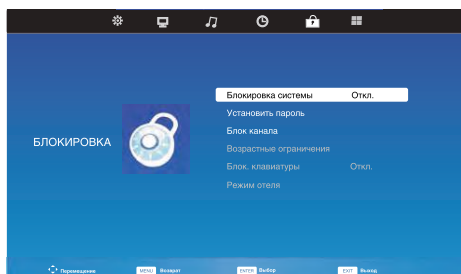 Блокировка системы Откл.
Установить пароль
Блок канала
БЛОКИРОВКА
Возрастные ограничения
Блок. клавиатуры Откл.
Режим отеля
Перемещение MENU Возврат ENTER Выбор EXIT Выход